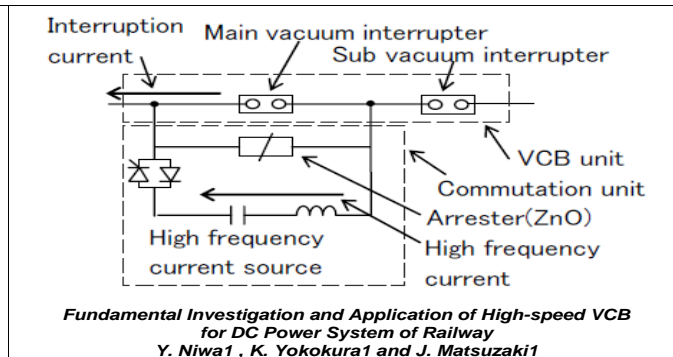 Interruption
current
Main vacuum interrupter
Sub vacuum interrupter
VCB unit
Commutation unit
Arrester(ZnO)
High frequency
current
High frequency
current source
Fundamental Investigation and Application of High-speed VCB
for DC Power System of Railway
Y. Niwa1 , K. Yokokura1 and J. Matsuzaki1